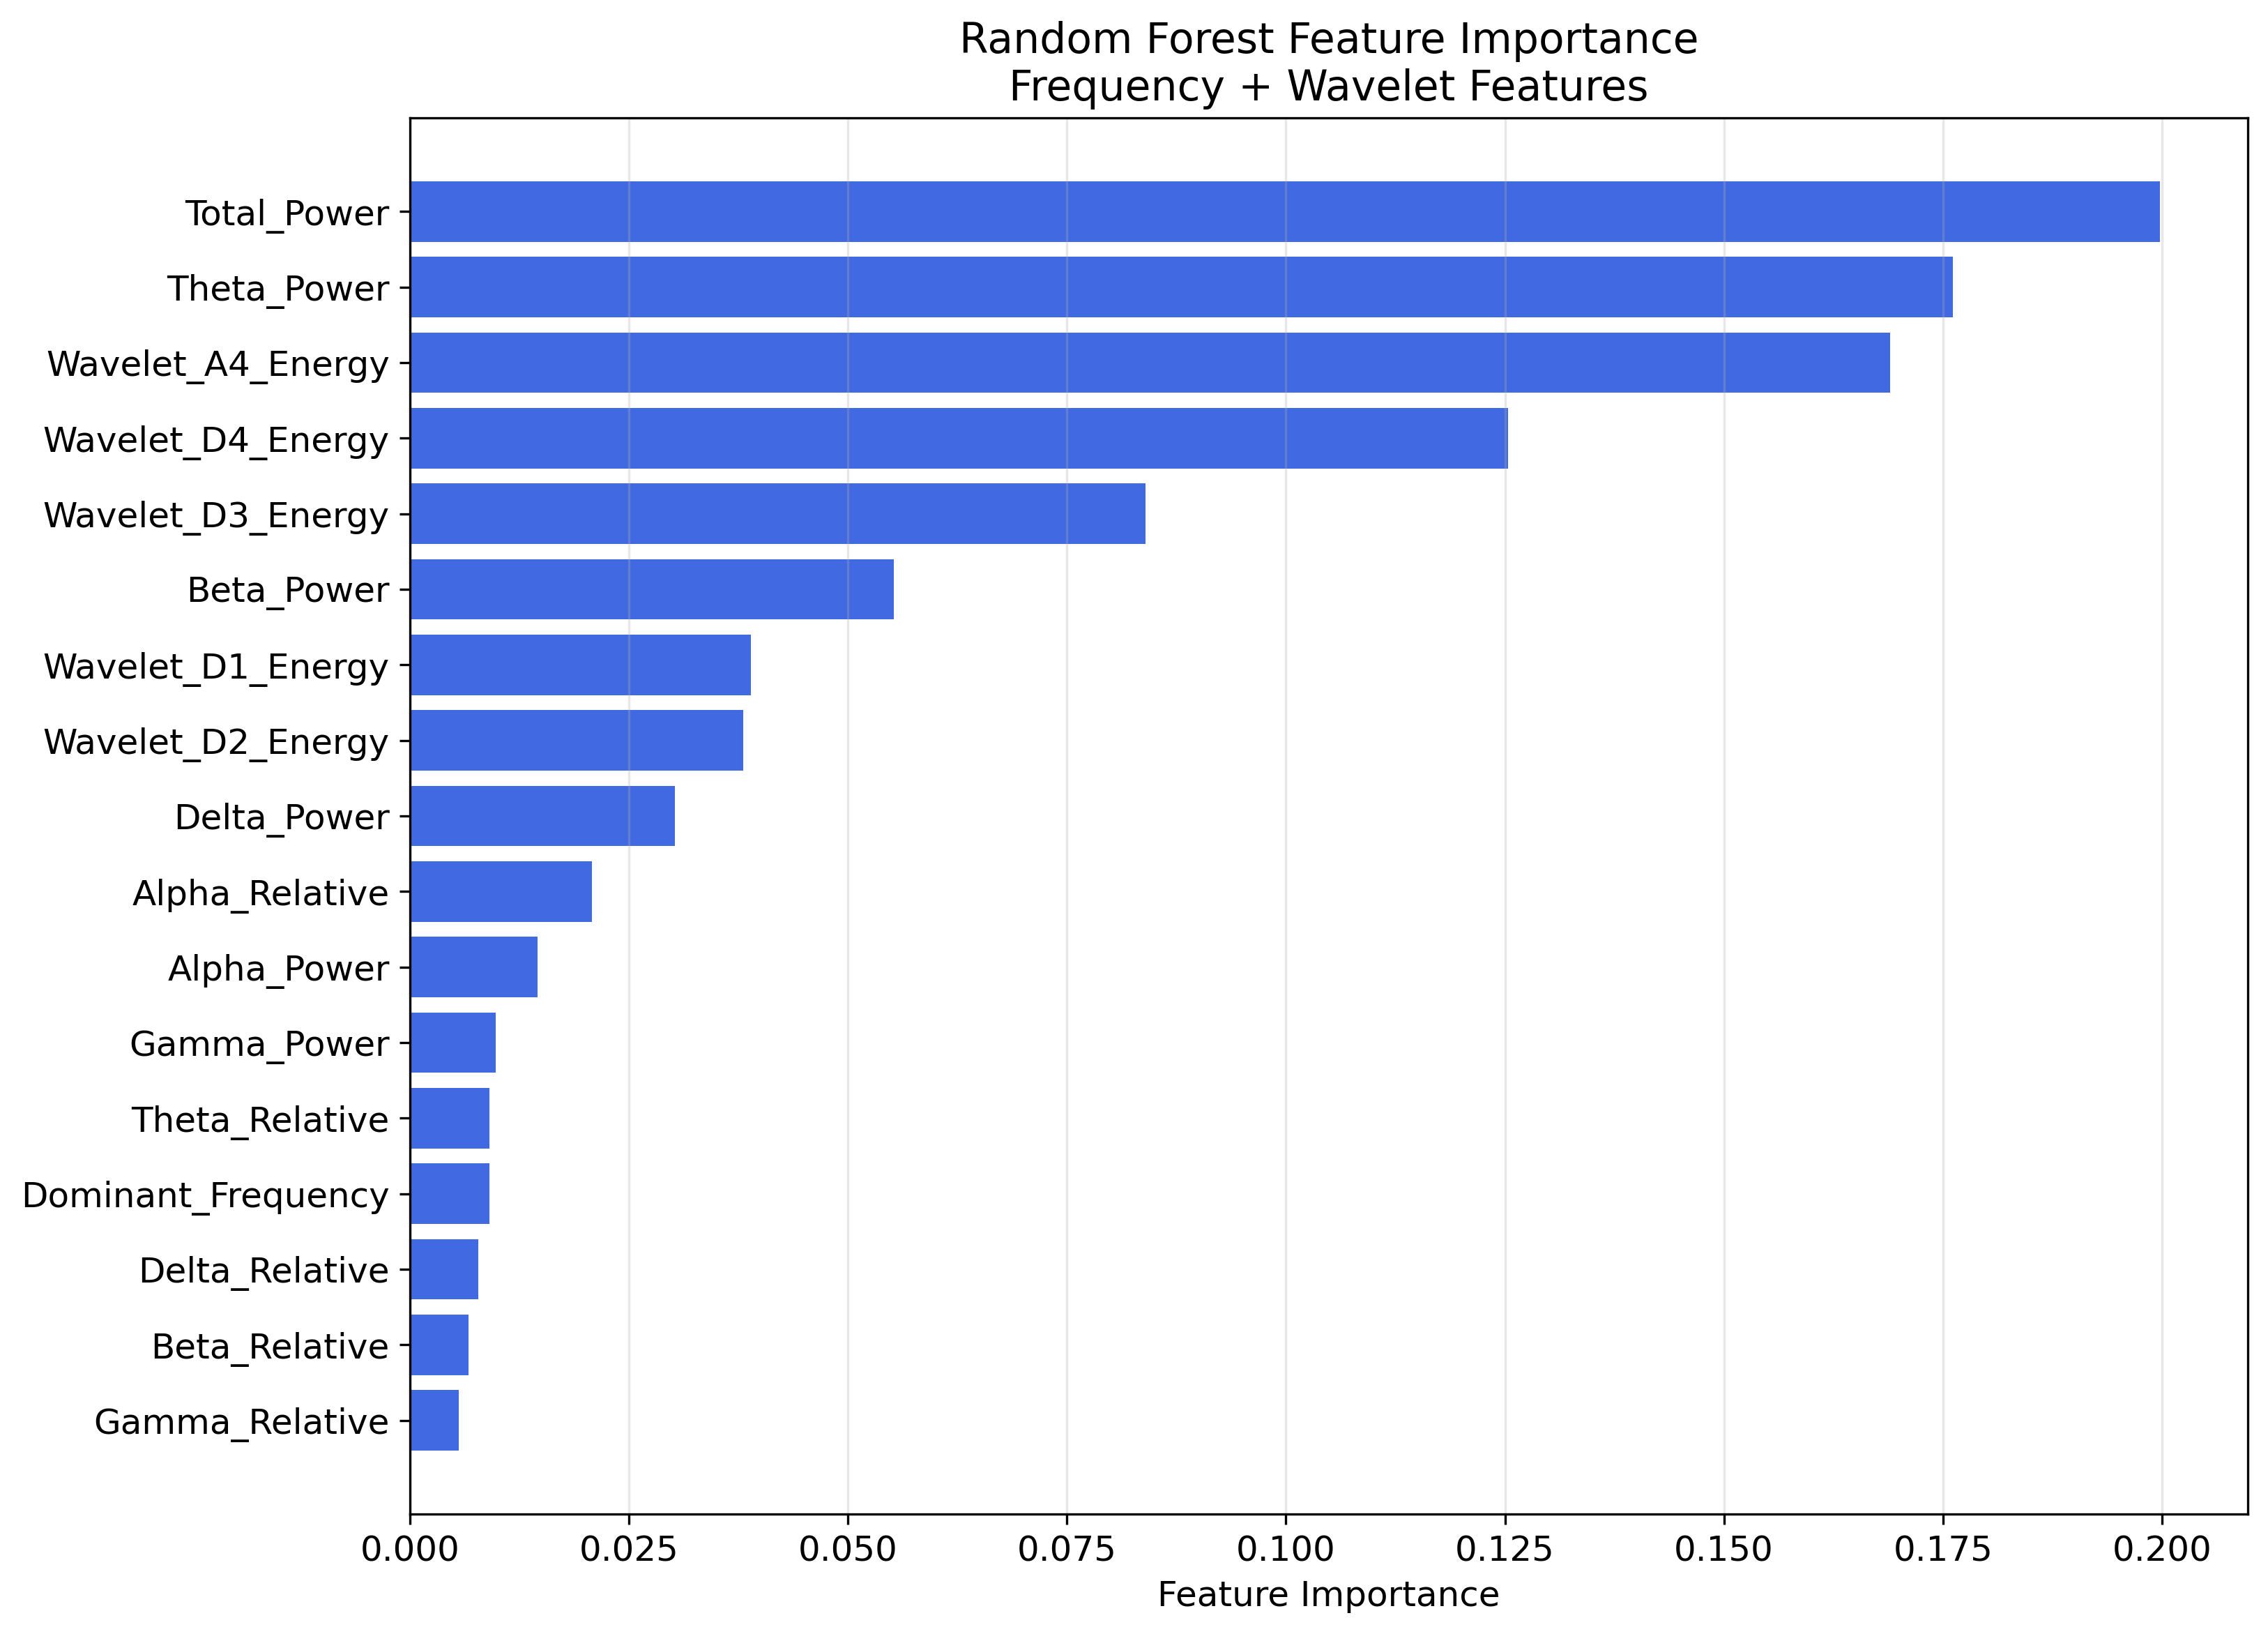 Random Forest Feature Importance
Frequency + Wavelet Features
Total_Power
Theta_Power
Wavelet_A4_Energy
Wavelet_D4_Energy
Wavelet_D3_Energy
Beta_Power
Wavelet_D1_Energy
Wavelet_D2_Energy
Delta_Power
Alpha_Relative
Alpha_Power
Gamma_Power
Theta_Relative
Dominant_Frequency
Delta_Relative
Beta_Relative
Gamma_Relative
0.000 0.025 0.050 0.075 0.100 0.125 0.150 0.175 0.200
Feature Importance